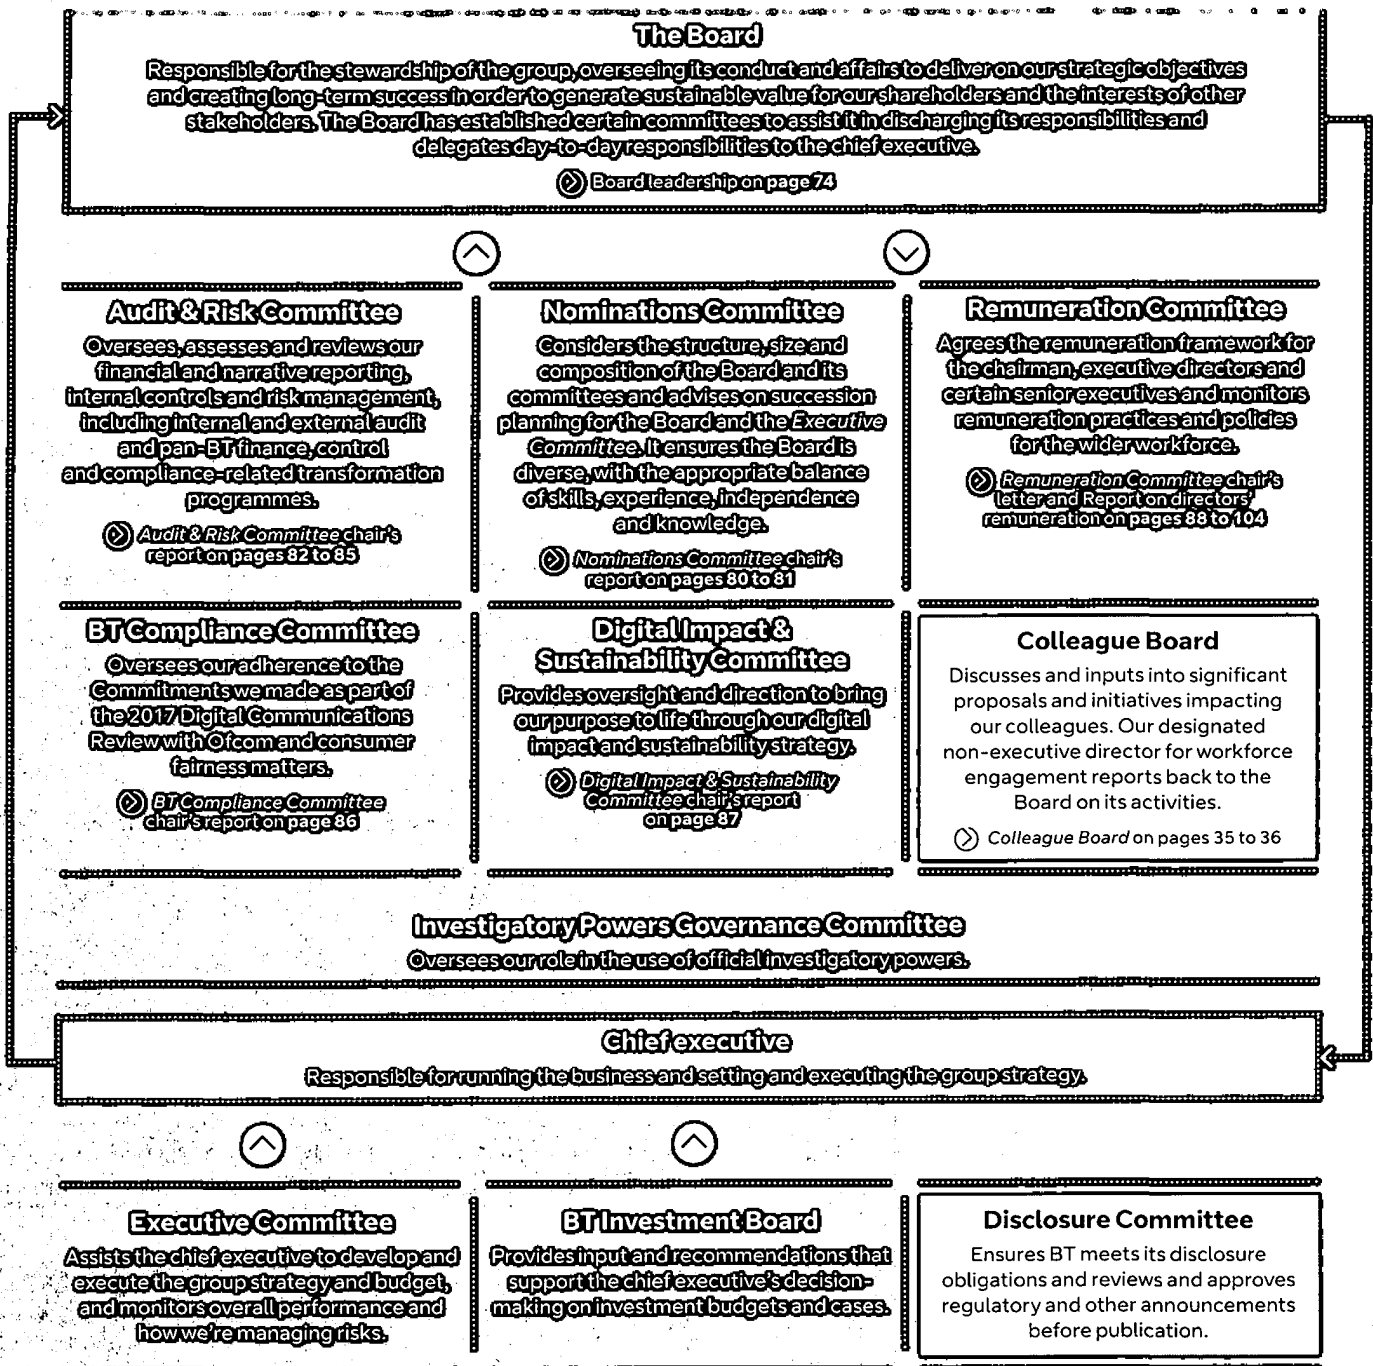 The Board
Responsible for the stewardship of the group, overseeing its conduct and affairs to deliver on our strategic objectives
and creating long-term success in order to generate sustainable value for our shareholders and the interests of other
stakeholders. The Board has established certain committees to assist it in discharging its responsibilities and
delegates day-to-day responsibilities to the chief executive.
Board leadership on page 74
Audit & Risk Committee
Oversees, assesses and reviews our
financial and narrative reporting,
internal controls and risk management,
including internal and external audit
and pan-BT finance, control
and compliance-related transformation
programmes.
Audit & Risk Committee chair's
report on pages 82 to 85
Nominations Committee
Considers the structure, size and
composition of the Board and its
committees and advises on succession
planning for the Board and the Executive
Committee. It ensures the Board is
diverse, with the appropriate balance
of skills, experience, independence
and knowledge.
Nominations Committee chair's
report on pages 80 to 81
Remuneration Committee
Agrees the remuneration framework for
the chairman, executive directors and
certain senior executives and monitors
remuneration practices and policies
for the wider workforce.
Remuneration Committee chair's
letter and Report on directors'
remuneration on pages 88 to 104
BT Compliance Committee
Oversees our adherence to the
Commitments we made as part of
the 2017 Digital Communications
Review with Ofcom and consumer
fairness matters.
BT Compliance Committee
chair's report on page 86
Digital Impact &
Sustainability Committee
Provides oversight and direction to bring
our purpose to life through our digital
impact and sustainability strategy.
Digital Impact & Sustainability
Committee chair's report
on page 87
Colleague Board
Discusses and inputs into significant
proposals and initiatives impacting
our colleagues. Our designated
non-executive director for workforce
engagement reports back to the
Board on its activities.
Colleague Board on pages 35 to 36
Investigatory Powers Governance Committee
Oversees our role in the use of official investigatory powers.
Chief executive
Responsible for running the business and setting and executing the group strategy.
Executive Committee
Assists the chief executive to develop and
execute the group strategy and budget,
and monitors overall performance and
how we're managing risks.
BT Investment Board
Provides input and recommendations that
support the chief executive's decision-
making on investment budgets and cases.
Disclosure Committee
Ensures BT meets its disclosure
obligations and reviews and approves
regulatory and other announcements
before publication.